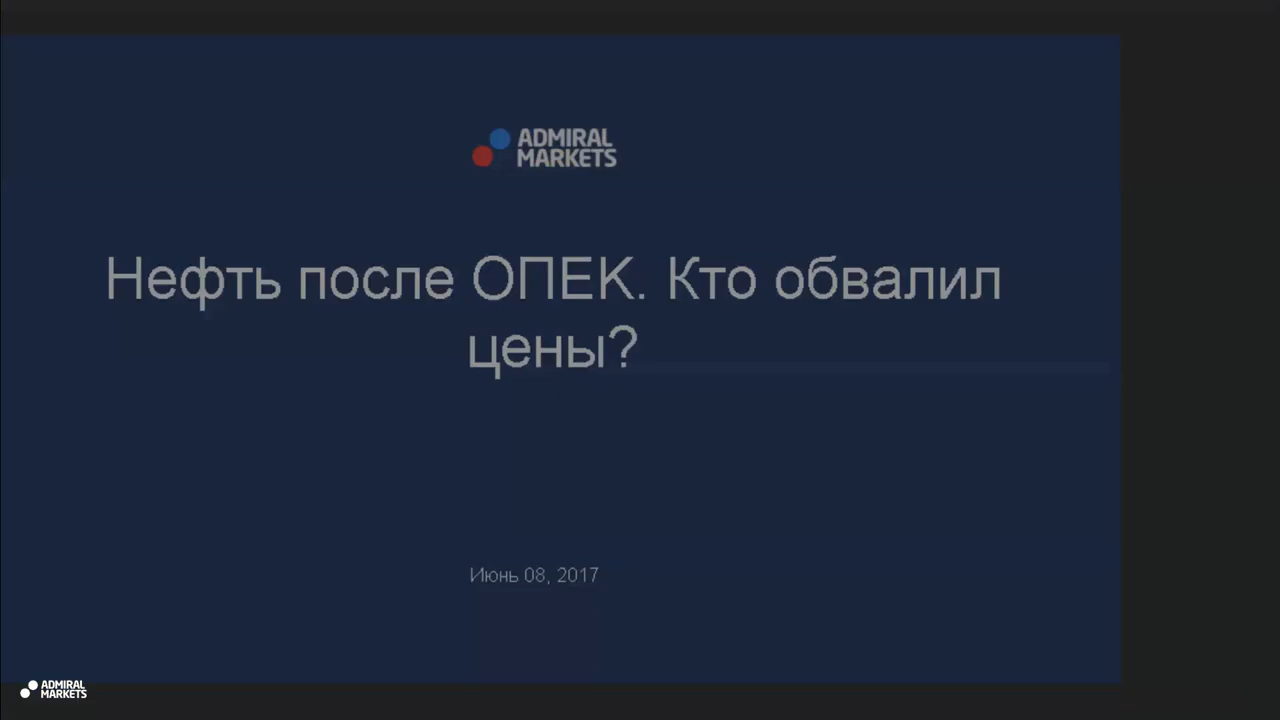 ADMIRAL
MARKETS
Нефть после ОПЕК. Кто обвалил
цены?
Июнь 08, 2017
ADMIRAL
MARKETS